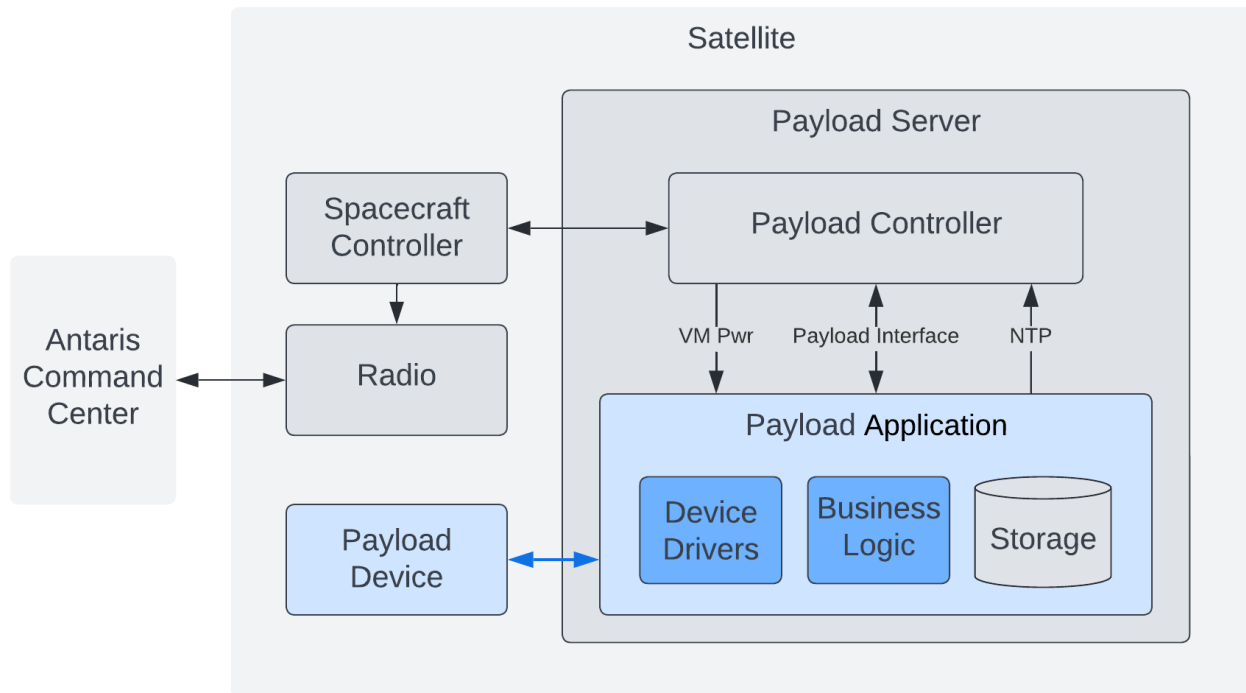 Satellite
Payload Server
Spacecraft
Controller
Payload Controller
Antaris
Command
Center
Radio
VM Pwr
Payload Interface
NTP
Payload Application
Payload
Device
Device
Drivers
Business
Logic
Storage